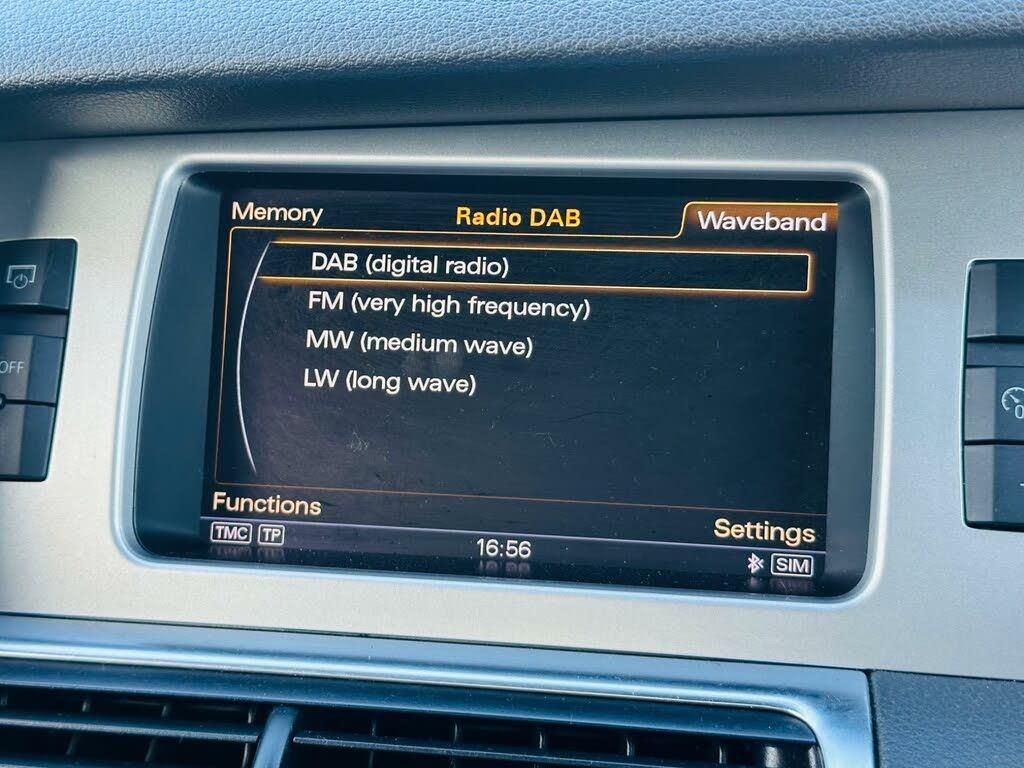 Memory Radio DAB Waveband
DAB (digital radio)
FM (very high frequency)
MW (medium wave)
LW (long wave)
OFF
Functions Settings
TMC TP 16:56 SIM